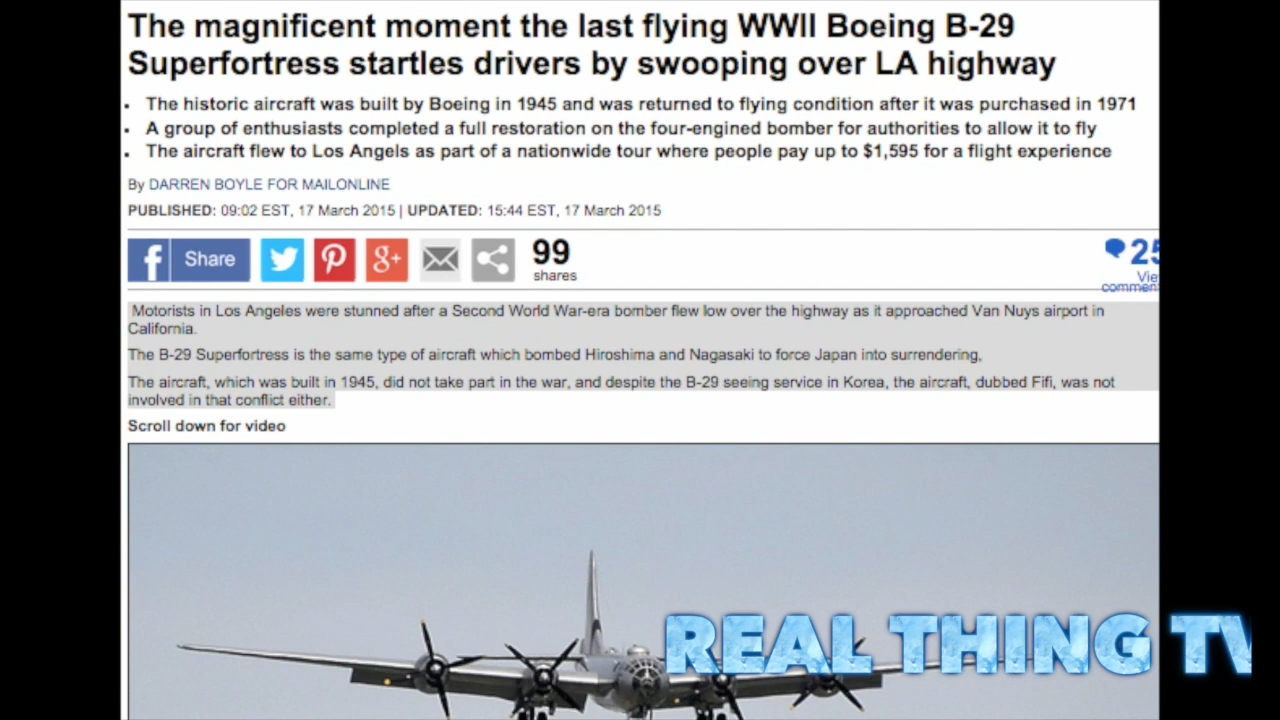 The magnificent moment the last flying WWII Boeing B-29
Superfortress startles drivers by swooping over LA highway
The historic aircraft was built by Boeing in 1945 and was returned to flying condition after it was purchased in 1971
A group of enthusiasts completed a full restoration on the four-engined bomber for authorities to allow it to fly
The aircraft flew to Los Angels as part of a nationwide tour where people pay up to $1,595 for a flight experience
By DARREN BOYLE FOR MAILONLINE
PUBLISHED: 09:02 EST, 17 March 2015 | UPDATED: 15:44 EST, 17 March 2015
f Share
g+
99
shares
25
Vie
commen
Motorists in Los Angeles were stunned after a Second World War-era bomber flew low over the highway as it approached Van Nuys airport in
California.
The B-29 Superfortress is the same type of aircraft which bombed Hiroshima and Nagasaki to force Japan into surrendering,
The aircraft, which was built in 1945, did not take part in the war, and despite the B-29 seeing service in Korea, the aircraft, dubbed Fifi, was not
involved in that conflict either.
Scroll down for video
REAL THING TV